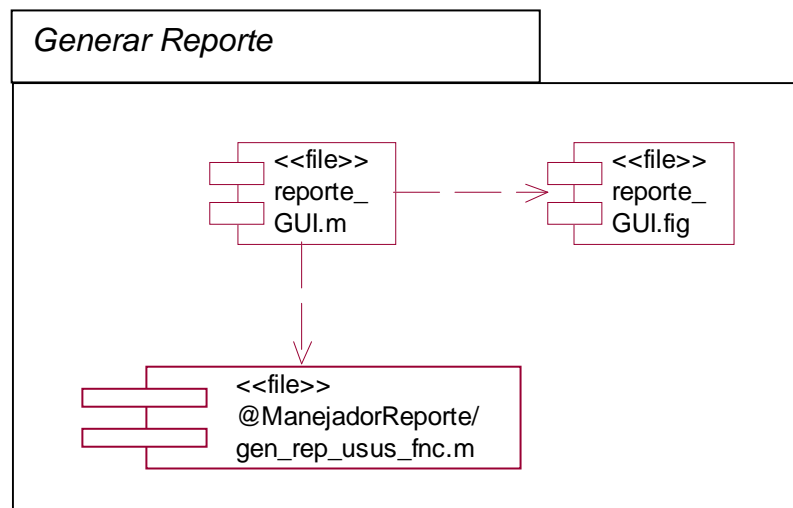 Generar Reporte
<<file>>
reporte_
GUI.m
<<file>>
reporte_
GUI.fig
<<file>>
@ManejadorReporte/
gen_rep_usus_fnc.m